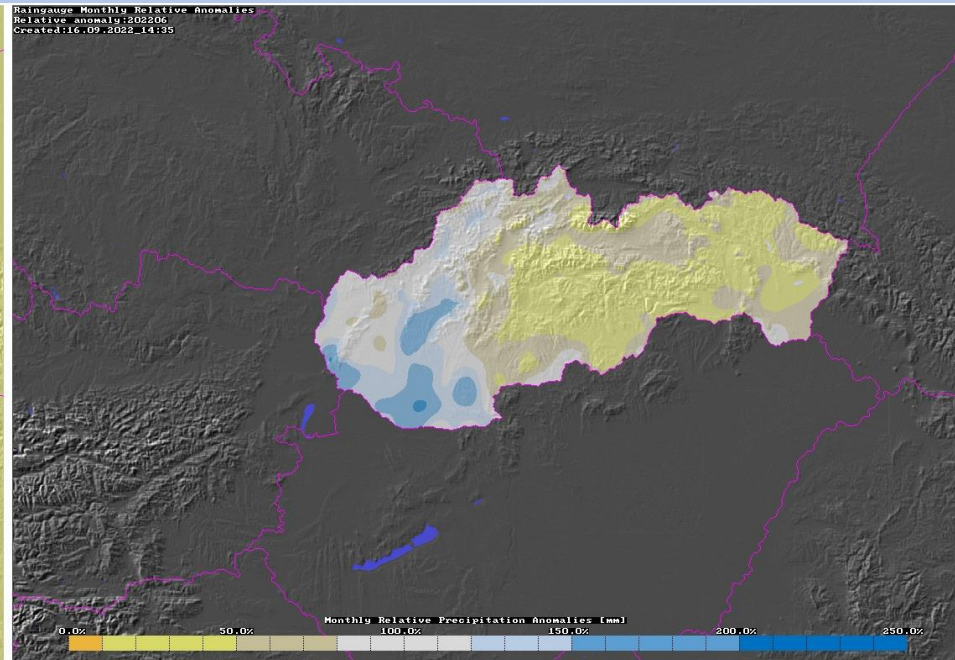 Raingauge Monthly Relative Anomalies
Relative anomaly:202206
Created:16.09.2022_14:35
Monthly Relative Precipitation Anomalies [mm]
0.0% 50.0% 100.0% 150.0% 200.0% 250.0%